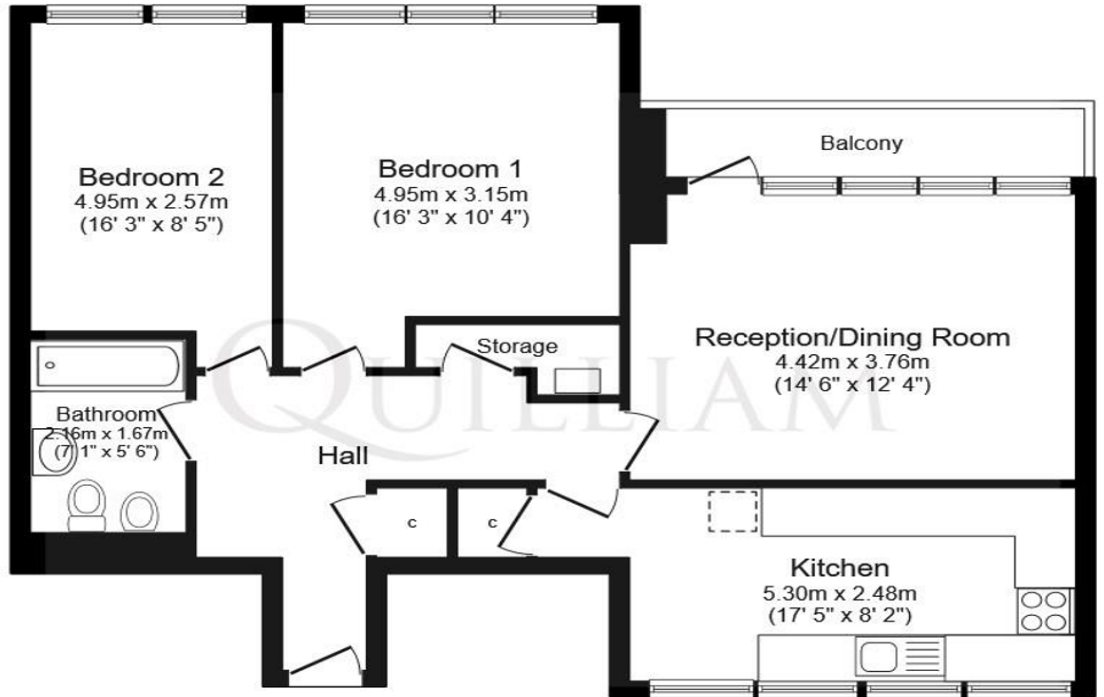 Bedroom 2
4.95m x 2.57m
(16' 3" x 8' 5")
Bedroom 1
4.95m x 3.15m
(16' 3" x 10' 4")
Balcony
Storage
Reception/Dining Room
4.42m x 3.76m
(14' 6" x 12' 4")
QUILLIAM
Bathroom
2.16m x 1.67m
(7' 1" x 5' 6")
Hall
c
c
Kitchen
5.30m x 2.48m
(17' 5" x 8' 2")